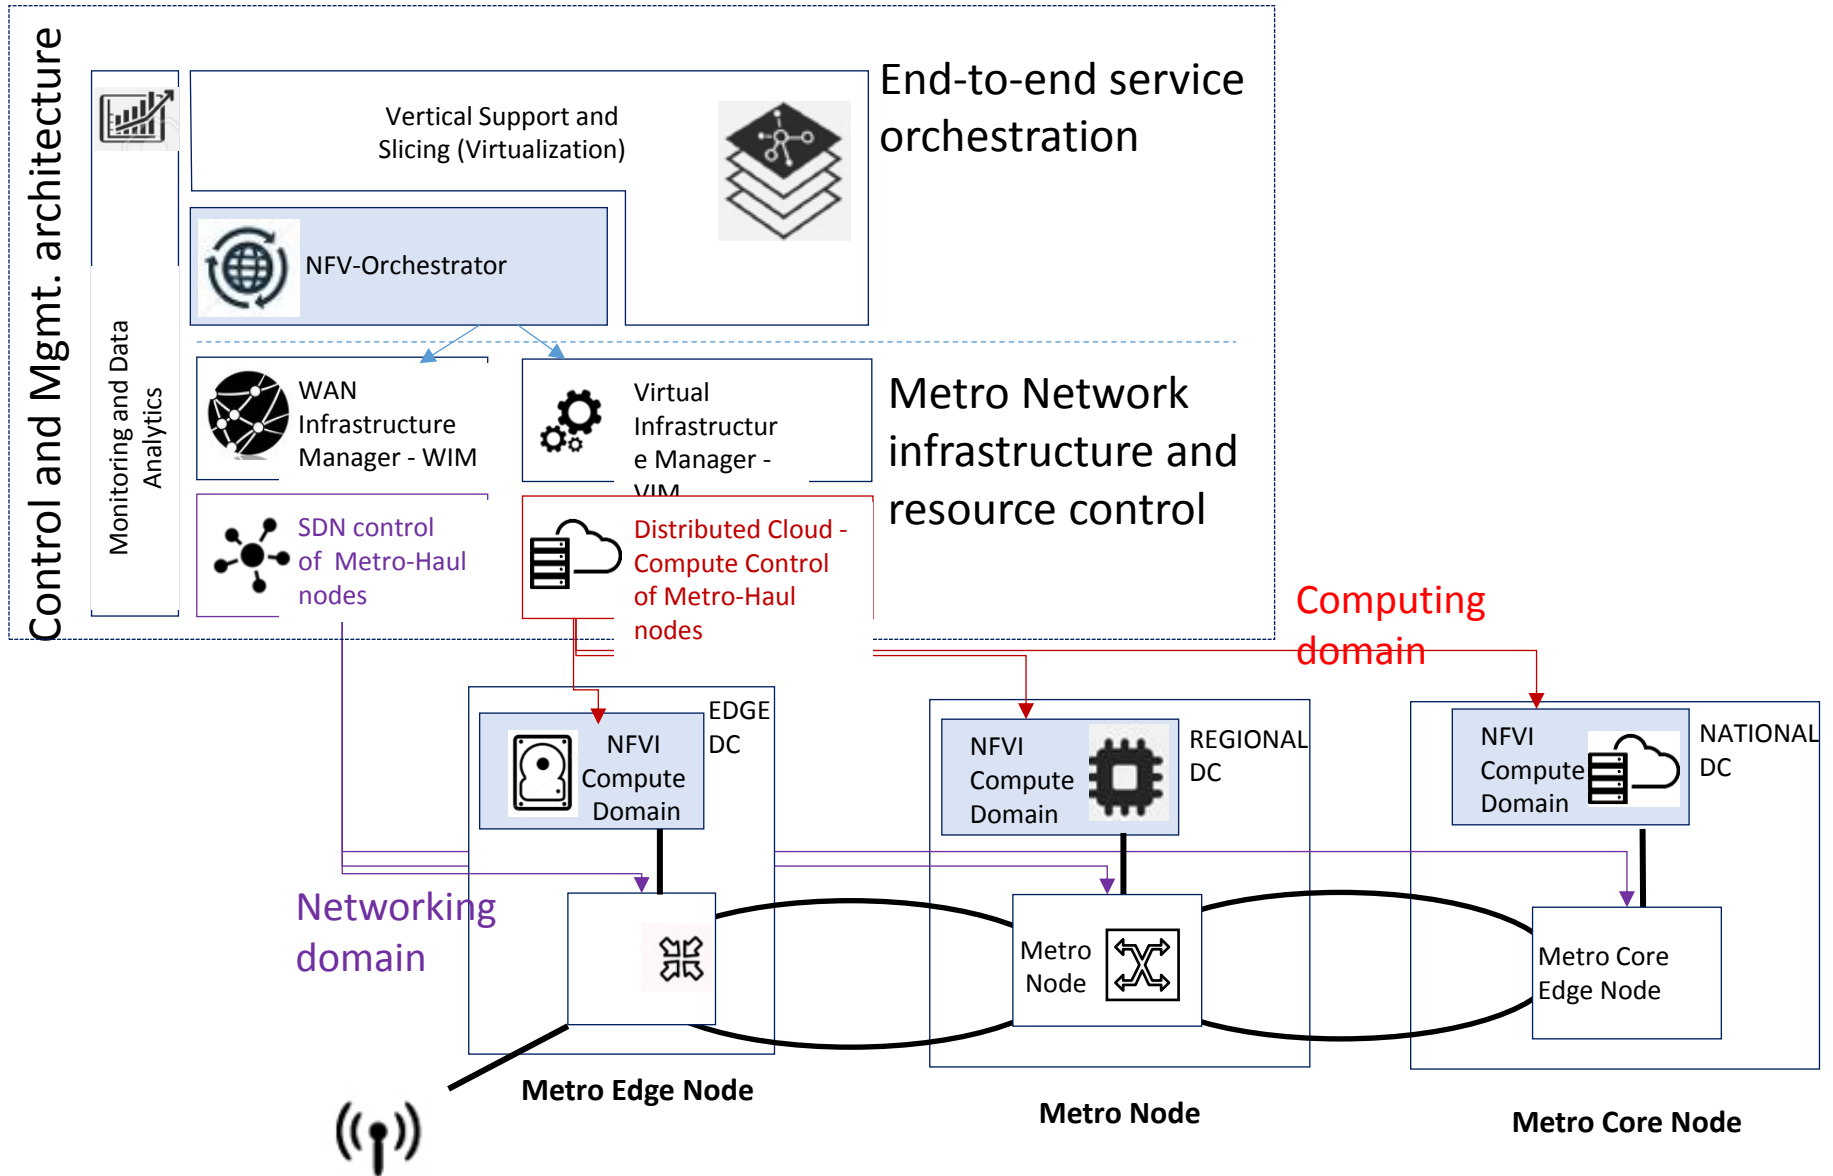 Control and Mgmt. architecture
Monitoring and Data
Analytics
Vertical Support and
Slicing (Virtualization)
End-to-end service
orchestration
NFV-Orchestrator
WAN
Infrastructure
Manager - WIM
Virtual
Infrastructur
e Manager -
VIM
Metro Network
infrastructure and
resource control
SDN control
of Metro-Haul
nodes
Distributed Cloud -
Compute Control
of Metro-Haul
nodes
Computing
domain
EDGE
DC
NFVI
Compute
Domain
REGIONAL
DC
NFVI
Compute
Domain
NATIONAL
DC
NFVI
Compute
Domain
Networking
domain
Metro
Node
Metro Core
Edge Node
Metro Edge Node
Metro Node
Metro Core Node